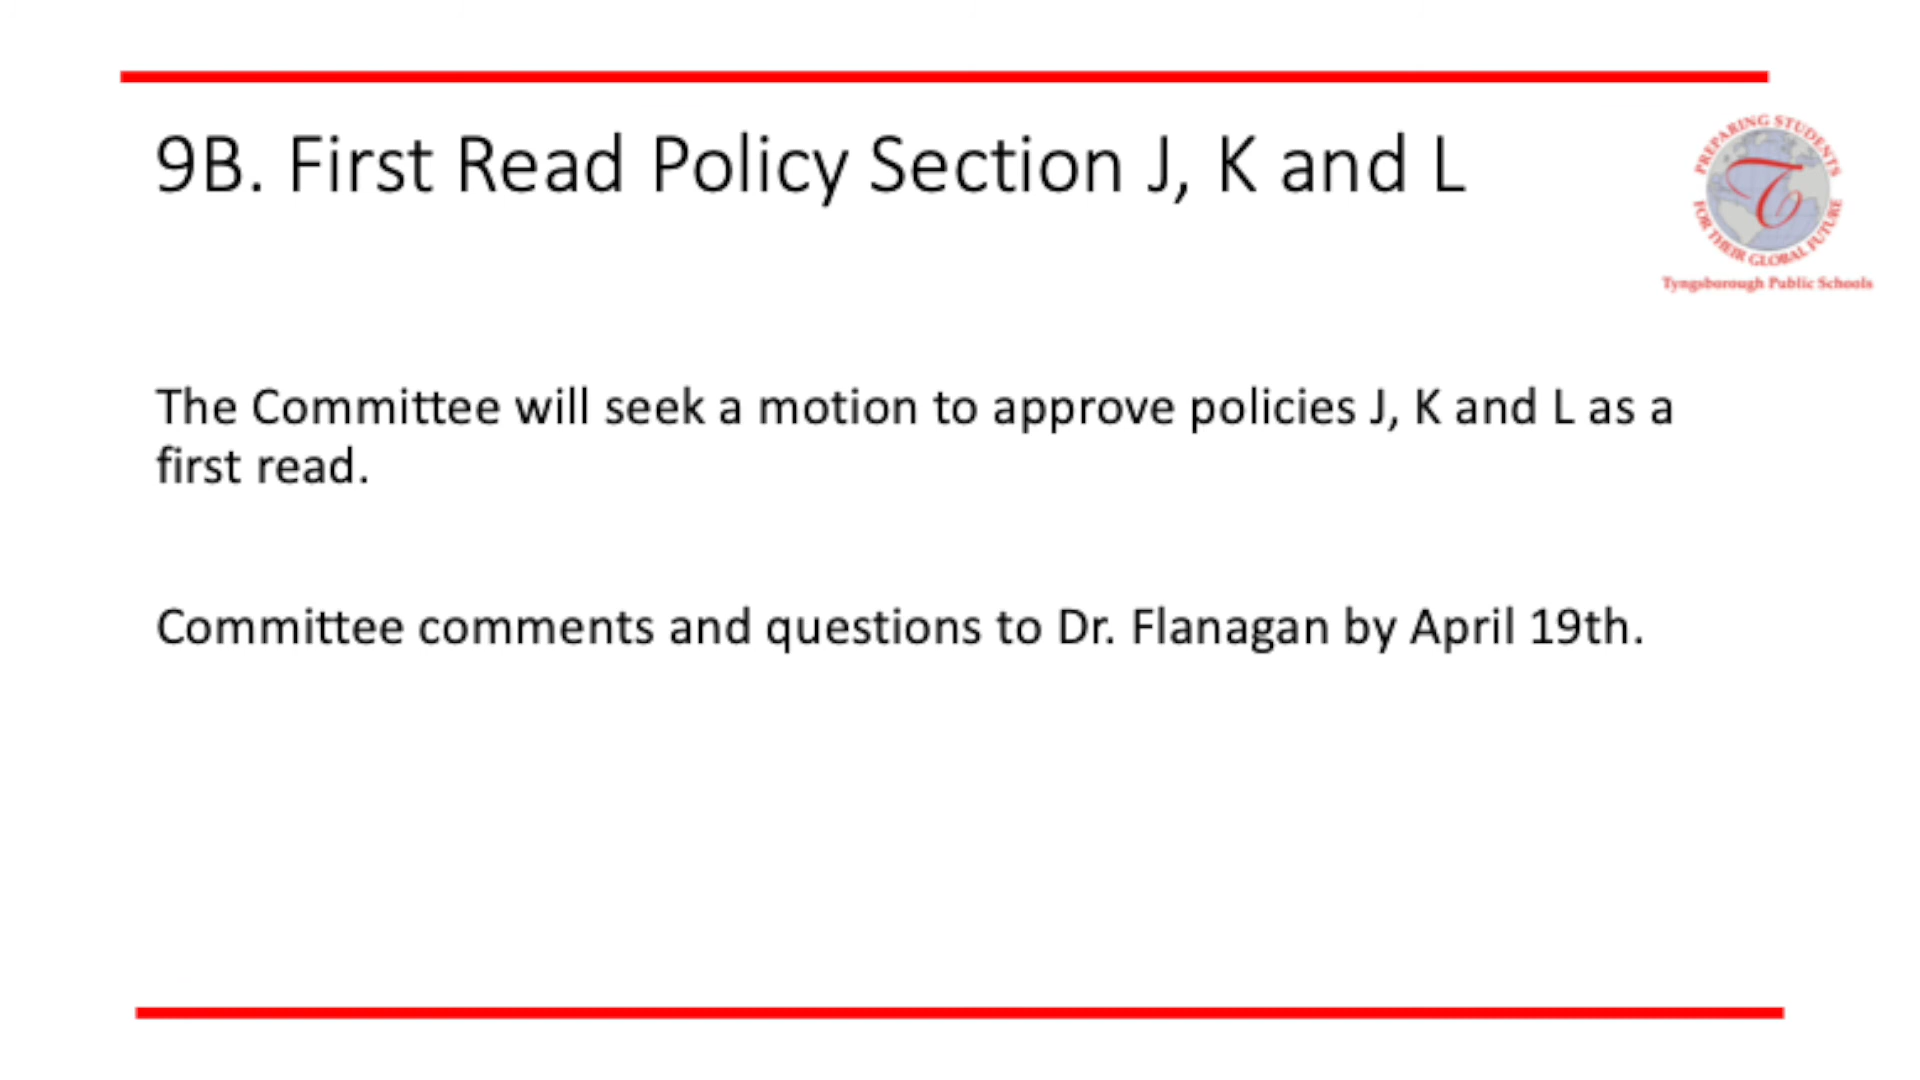 9B. First Read Policy Section J, K and L
PREPARING STUDENTS
FOR THEIR GLOBAL FUTURE
T
Tyngsborough Public Schools
The Committee will seek a motion to approve policies J, K and L as a
first read.
Committee comments and questions to Dr. Flanagan by April 19th.